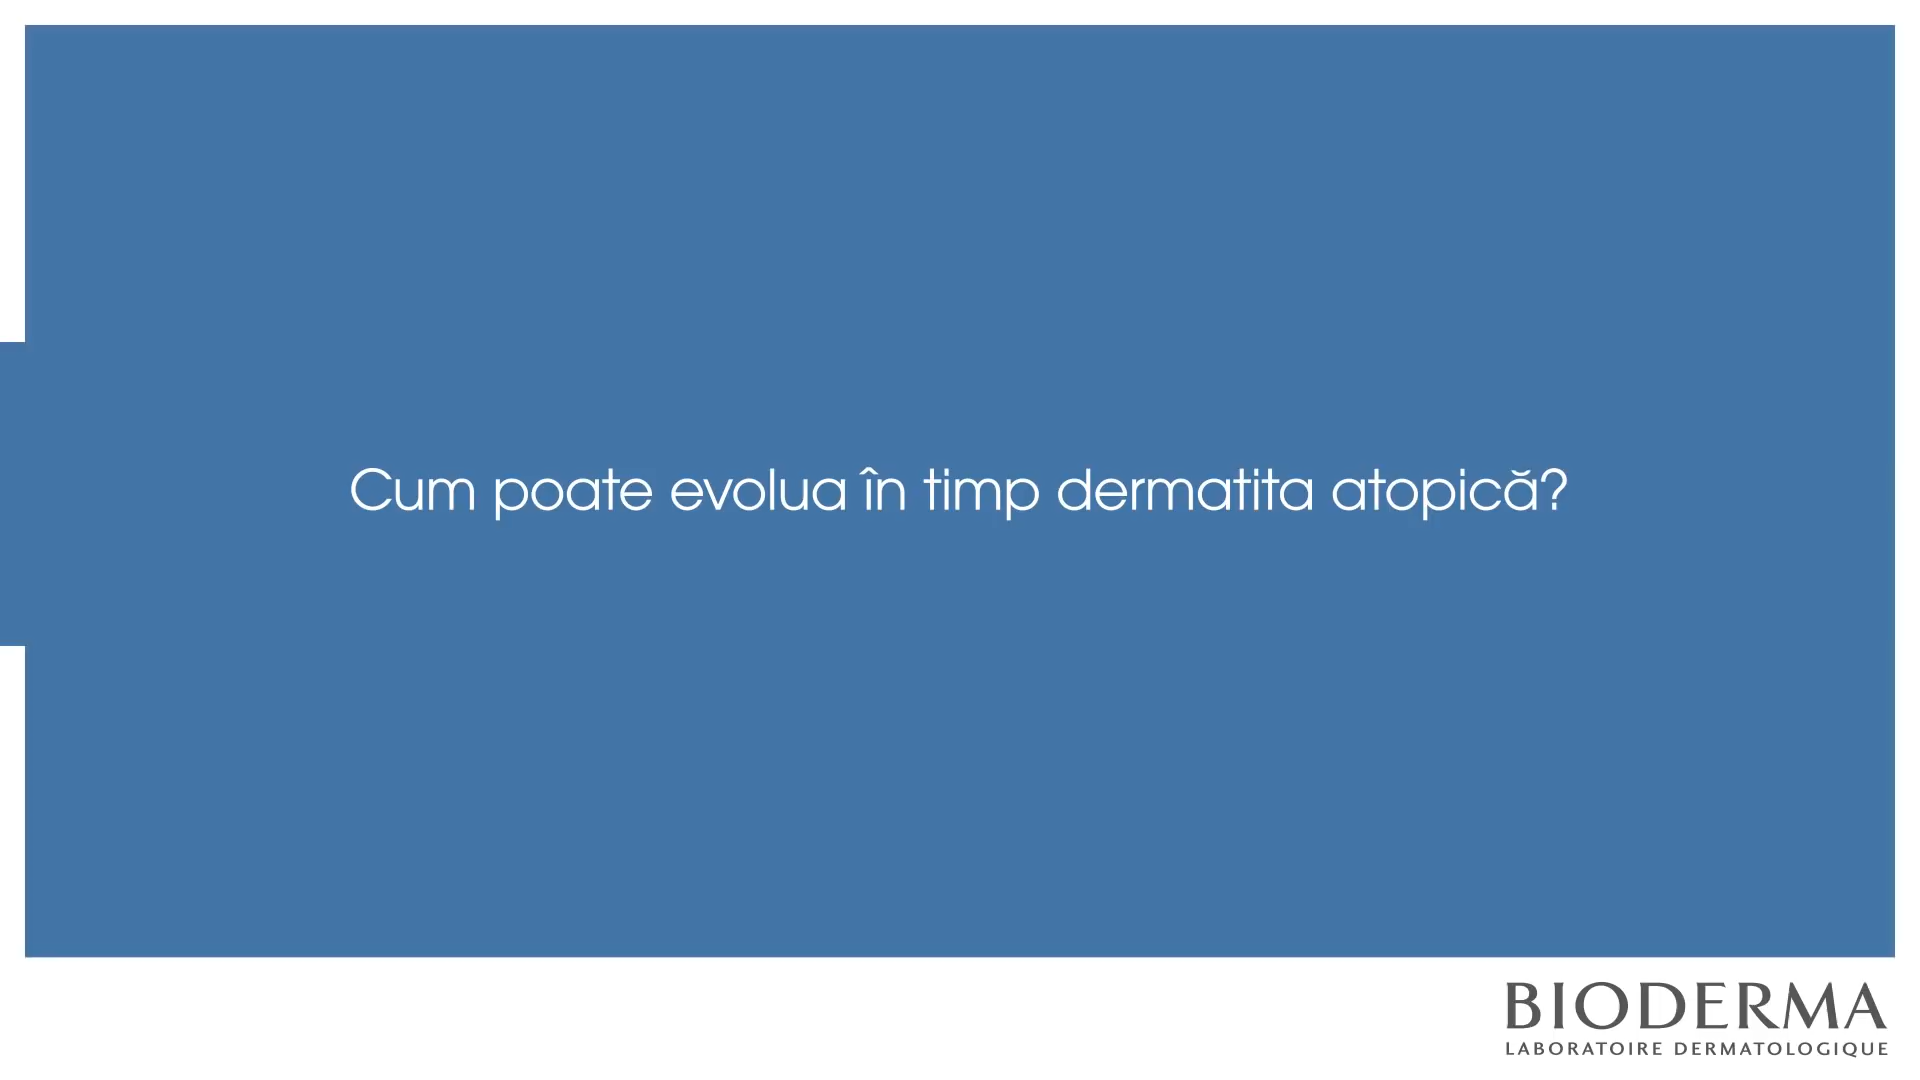 Cum poate evolua în timp dermatita atopică?
BIODERMA
LABORATOIRE DERMATOLOGIQUE